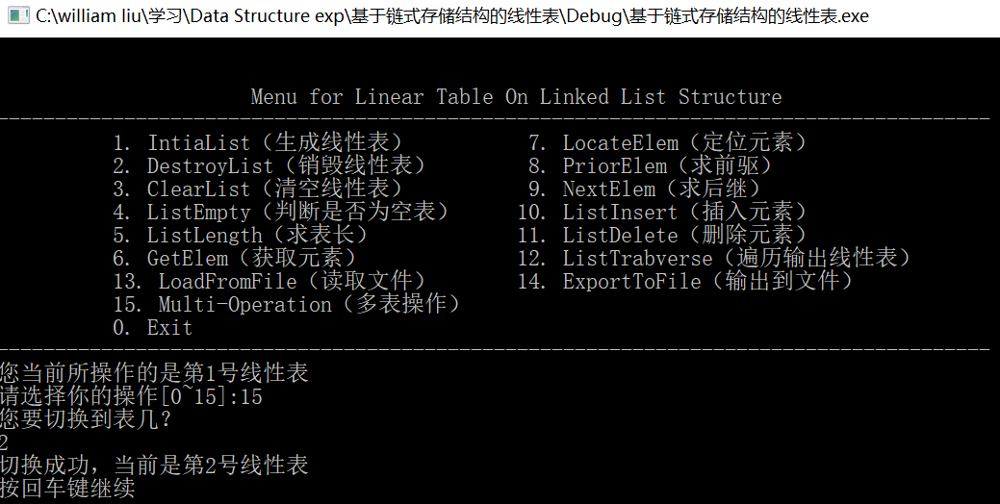 C:\william liu\学习\Data Structure exp\基于链式存储结构的线性表\Debug\基于链式存储结构的线性表.exe
Menu for Linear Table On Linked List Structure
1. IntiaList（生成线性表） 7. LocateElem（定位元素）
2. DestroyList（销毁线性表） 8. PriorElem（求前驱）
3. ClearList（清空线性表） 9. NextElem（求后继）
4. ListEmpty（判断是否为空表） 10. ListInsert（插入元素）
5. ListLength（求表长） 11. ListDelete（删除元素）
6. GetElem（获取元素） 12. ListTrabverse（遍历输出线性表）
13. LoadFromFile（读取文件） 14. ExportToFile（输出到文件）
15. Multi-Operation（多表操作）
0. Exit
您当前所操作的是第1号线性表
请选择你的操作[0~15]:15
您要切换到表几？
2
切换成功，当前是第2号线性表
按回车键继续